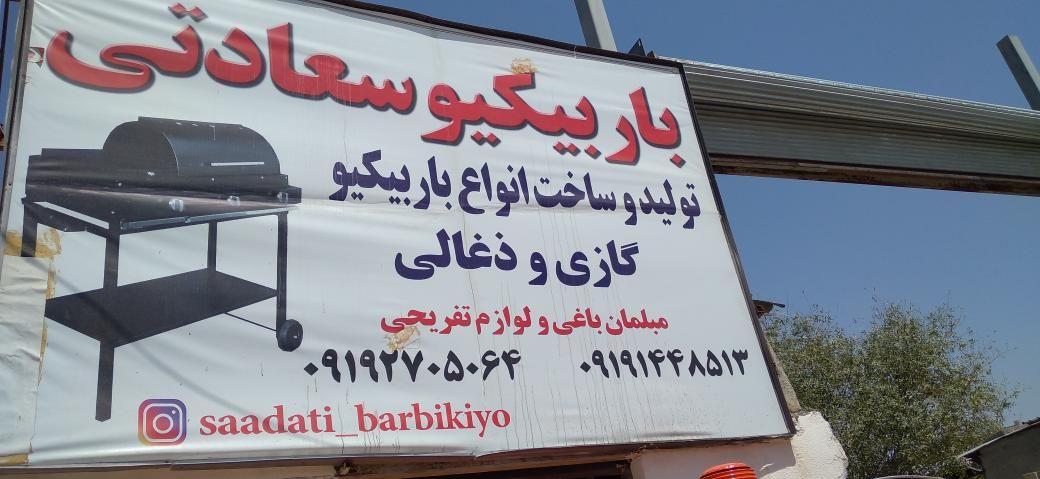 باربیکیو سعادتی
تولید و ساخت انواع باربیکیو
گازی و ذغالی
مبلمان باغی و لوازم تفریحی
۰۹۱۹۱۴۴۸۵۱۳ ۰۹۱۹۲۷۰۵۰۶۴
saadati_barbikiyo